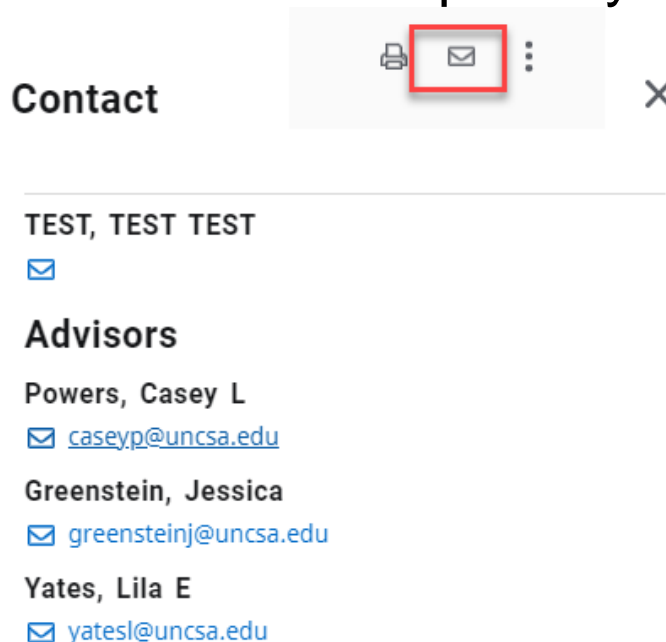 Contact
TEST, TEST TEST
Advisors
Powers, Casey L
caseyp@uncsa.edu
Greenstein, Jessica
greensteinj@uncsa.edu
Yates, Lila E
yatesl@uncsa.edu